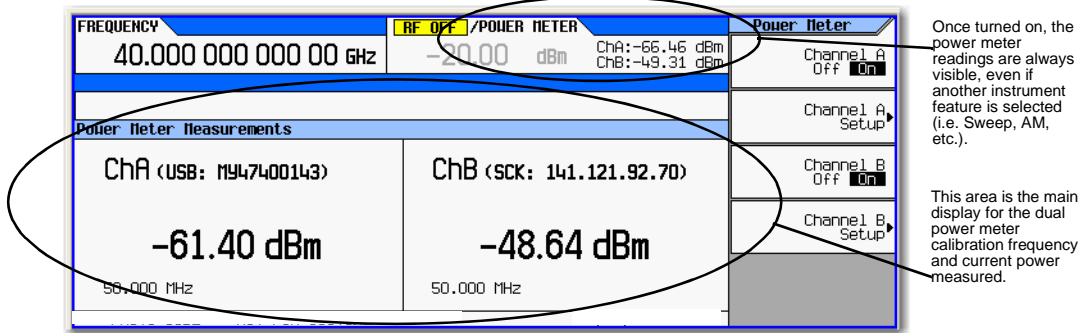 FREQUENCY
RF OFF /POWER METER
40.000 000 000 00 GHz
-20.00 dBm
ChA:-66.46 dBm
ChB:-49.31 dBm
Power Meter Measurements
ChA (USB: MY47400143)
ChB (SCK: 141.121.92.70)
-61.40 dBm
-48.64 dBm
50.000 MHz
50.000 MHz
Power Meter
Channel A
Off On
Channel A
Setup
Channel B
Off On
Channel B
Setup
Once turned on, the
power meter
readings are always
visible, even if
another instrument
feature is selected
(i.e. Sweep, AM,
etc.).
This area is the main
display for the dual
power meter
calibration frequency
and current power
measured.